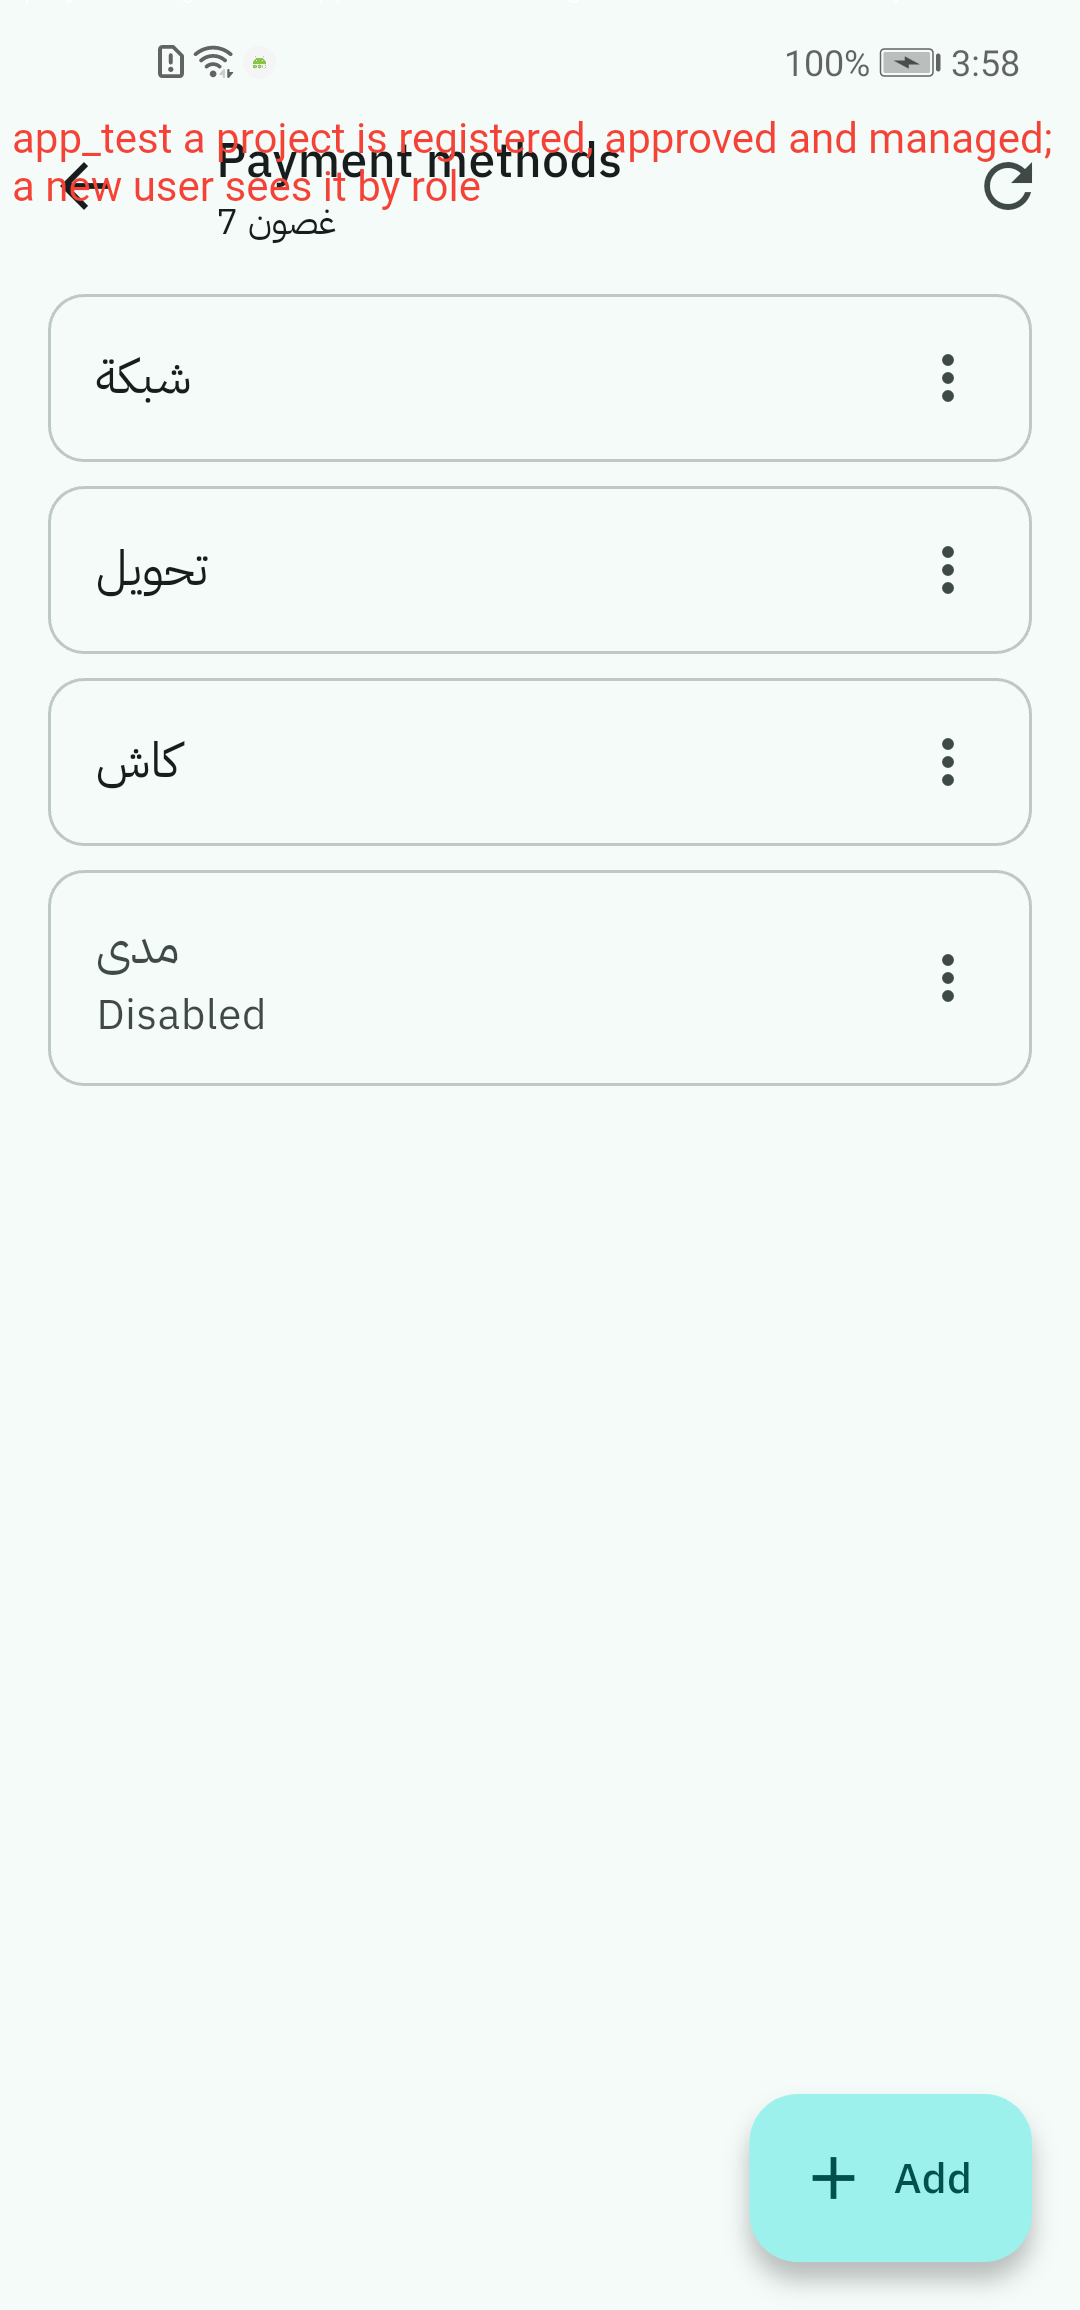 100% 3:58
app_test a project is registered, approved and managed;
a new user sees it by role
Payment methods
غصون 7
شبكة
تحويل
كاش
مدى
Disabled
Add